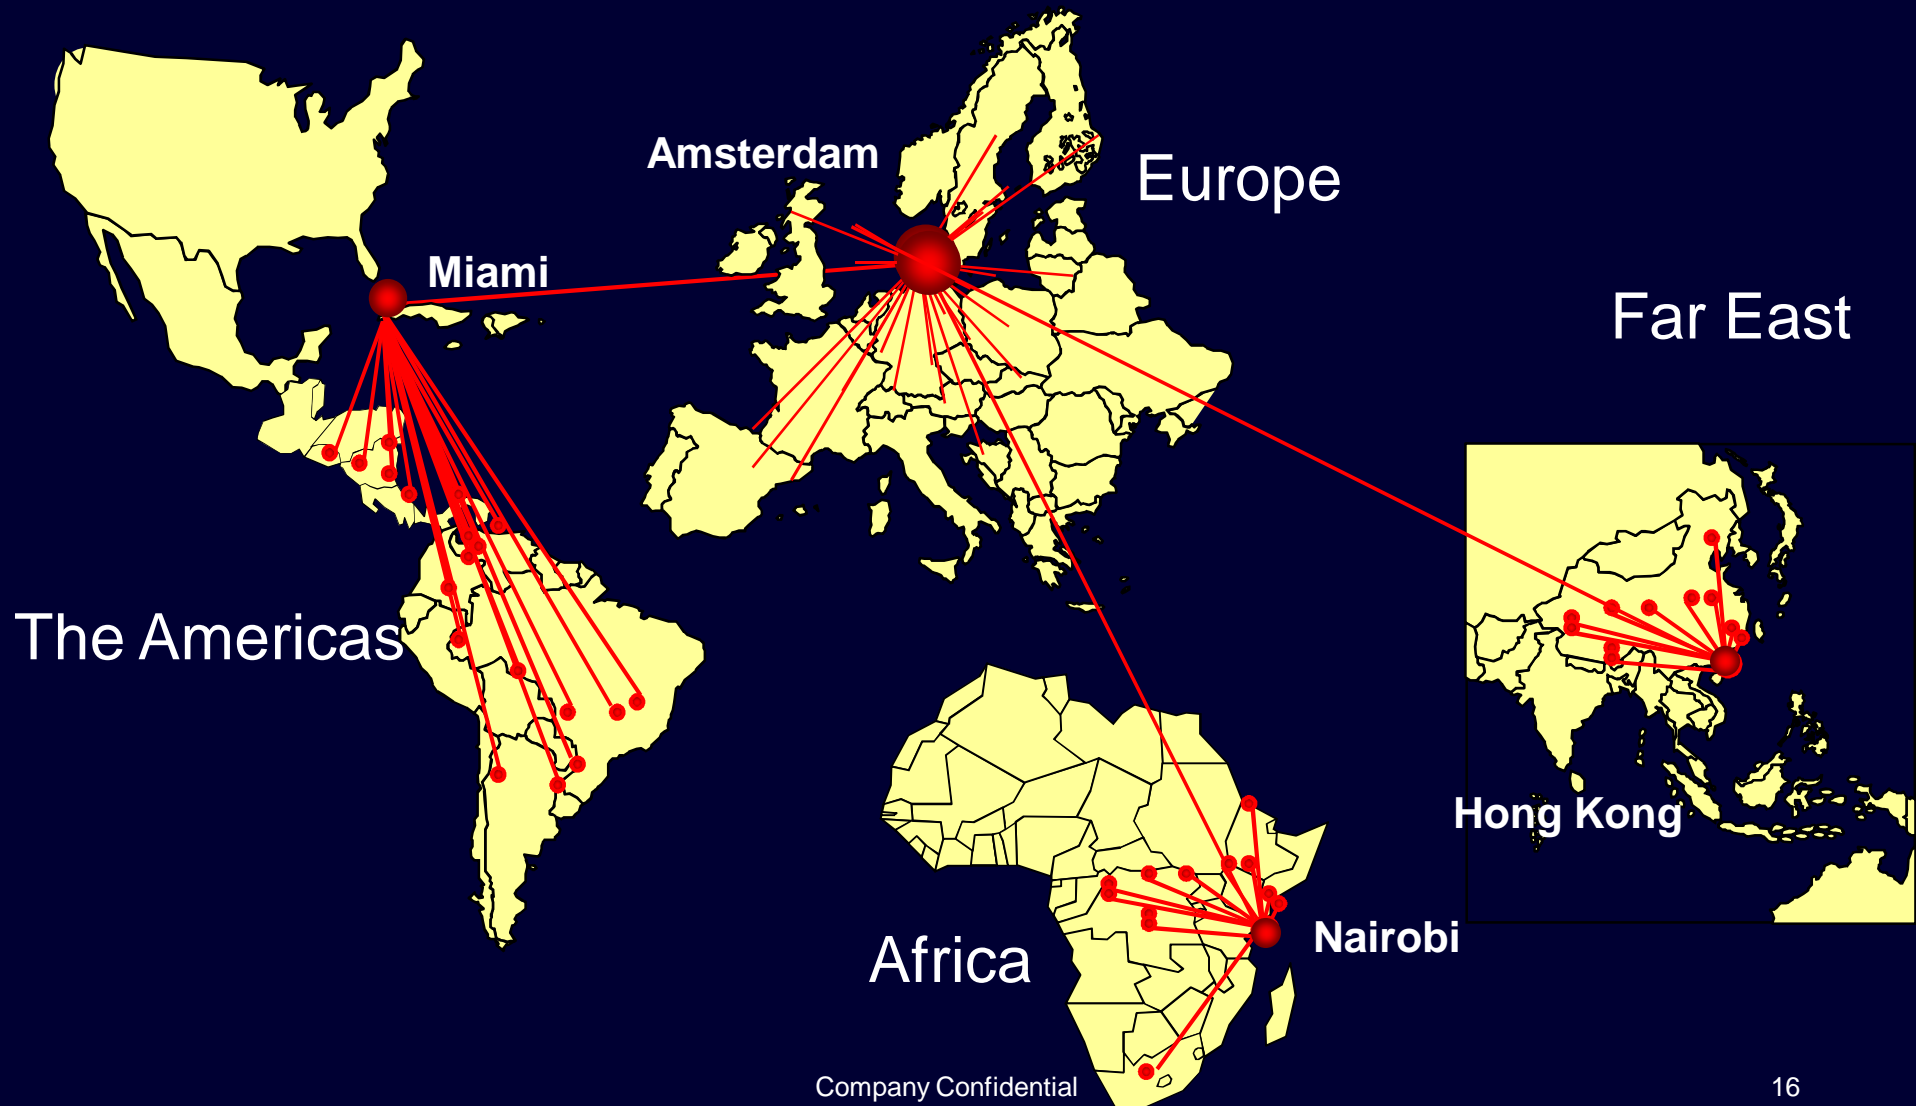 Amsterdam
Europe
Miami
Far East
The Americas
Hong Kong
Africa
Nairobi
Company Confidential
16